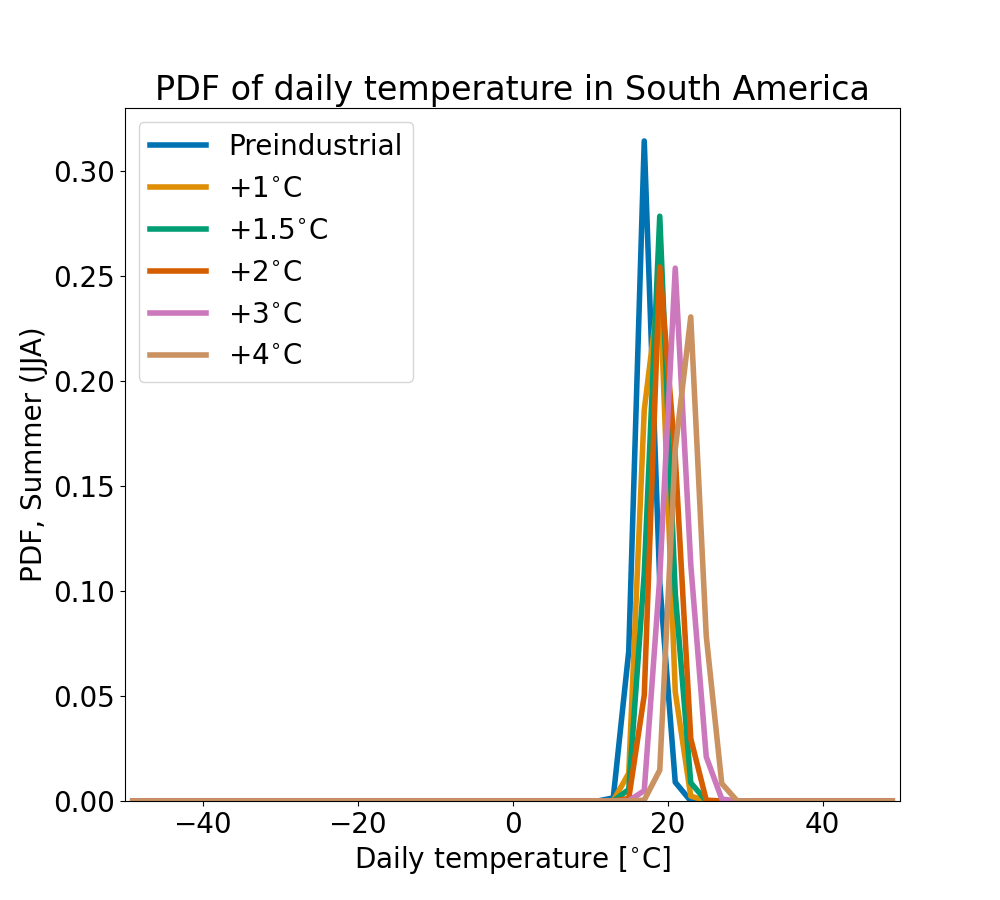 PDF of daily temperature in South America
Preindustrial
+1°C
+1.5°C
+2°C
+3°C
+4°C
PDF, Summer (JJA)
0.30
0.25
0.20
0.15
0.10
0.05
0.00
−40
−20
0
20
40
Daily temperature [°C]